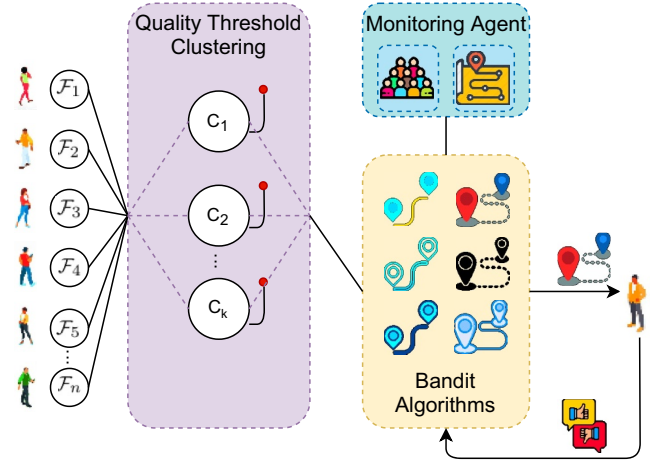 Quality Threshold
Clustering
Monitoring Agent
ℱ₁
ℱ₂
ℱ₃
ℱ₄
ℱ₅
⋮
ℱₙ
C₁
C₂
⋮
Cₖ
Bandit
Algorithms